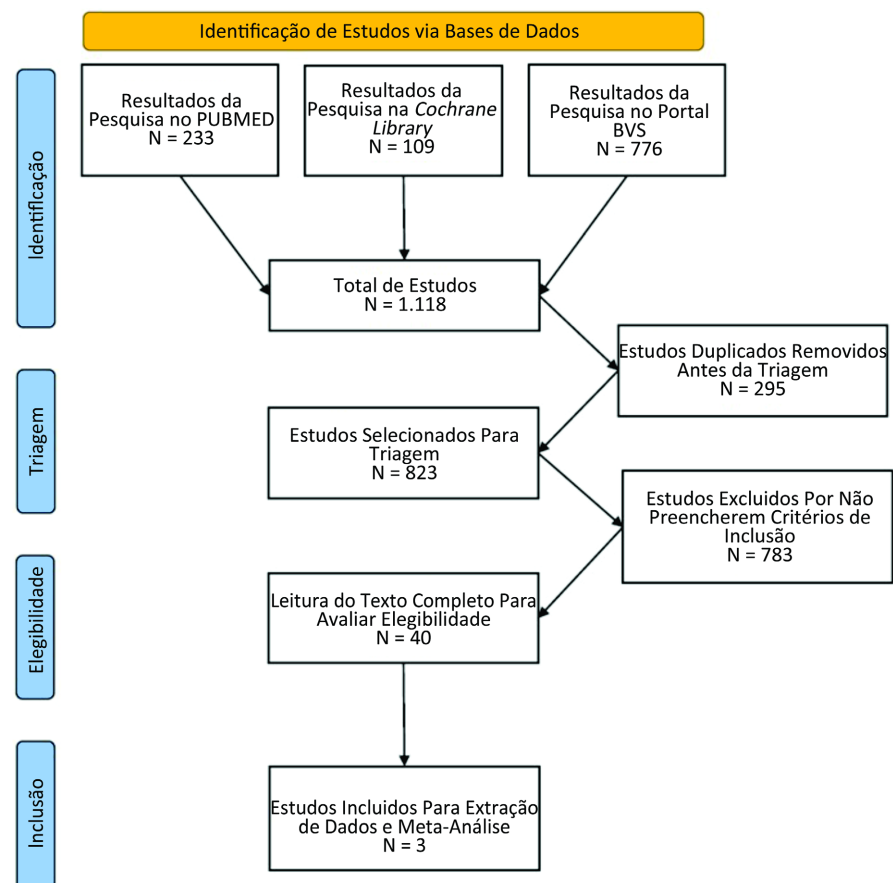 Identificação de Estudos via Bases de Dados
Identificação
Resultados da
Pesquisa no PUBMED
N = 233
Resultados da
Pesquisa na Cochrane
Library
N = 109
Resultados da
Pesquisa no Portal
BVS
N = 776
Total de Estudos
N = 1.118
Estudos Duplicados Removidos
Antes da Triagem
N = 295
Triagem
Estudos Selecionados Para
Triagem
N = 823
Estudos Excluidos Por Não
Preencherem Critérios de
Inclusão
N = 783
Elegibilidade
Leitura do Texto Completo Para
Avaliar Elegibilidade
N = 40
Inclusão
Estudos Incluidos Para Extração
de Dados e Meta-Análise
N = 3